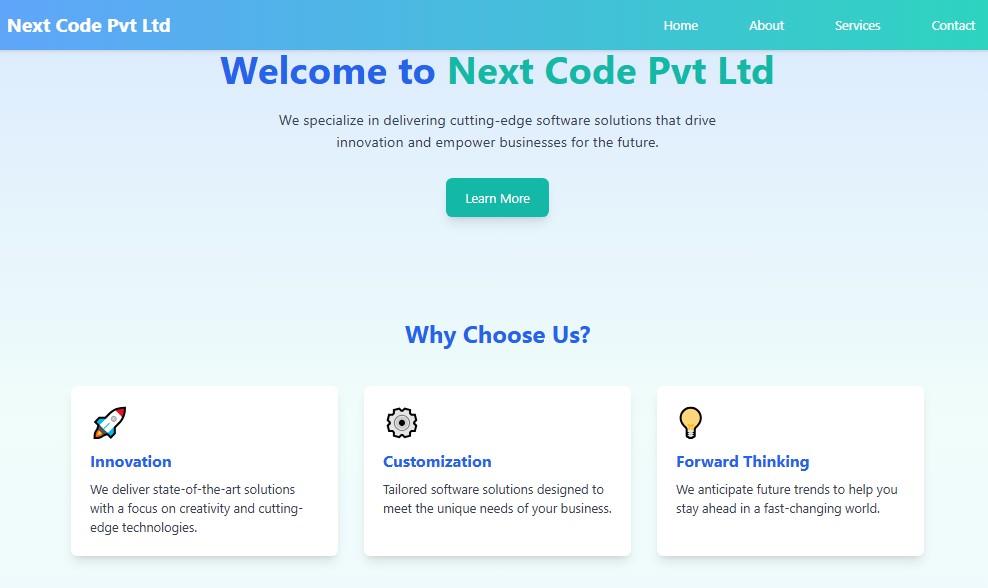 Next Code Pvt Ltd
Home About Services Contact
Welcome to Next Code Pvt Ltd
We specialize in delivering cutting-edge software solutions that drive
innovation and empower businesses for the future.
Learn More
Why Choose Us?
Innovation
We deliver state-of-the-art solutions
with a focus on creativity and cutting-
edge technologies.
Customization
Tailored software solutions designed to
meet the unique needs of your business.
Forward Thinking
We anticipate future trends to help you
stay ahead in a fast-changing world.